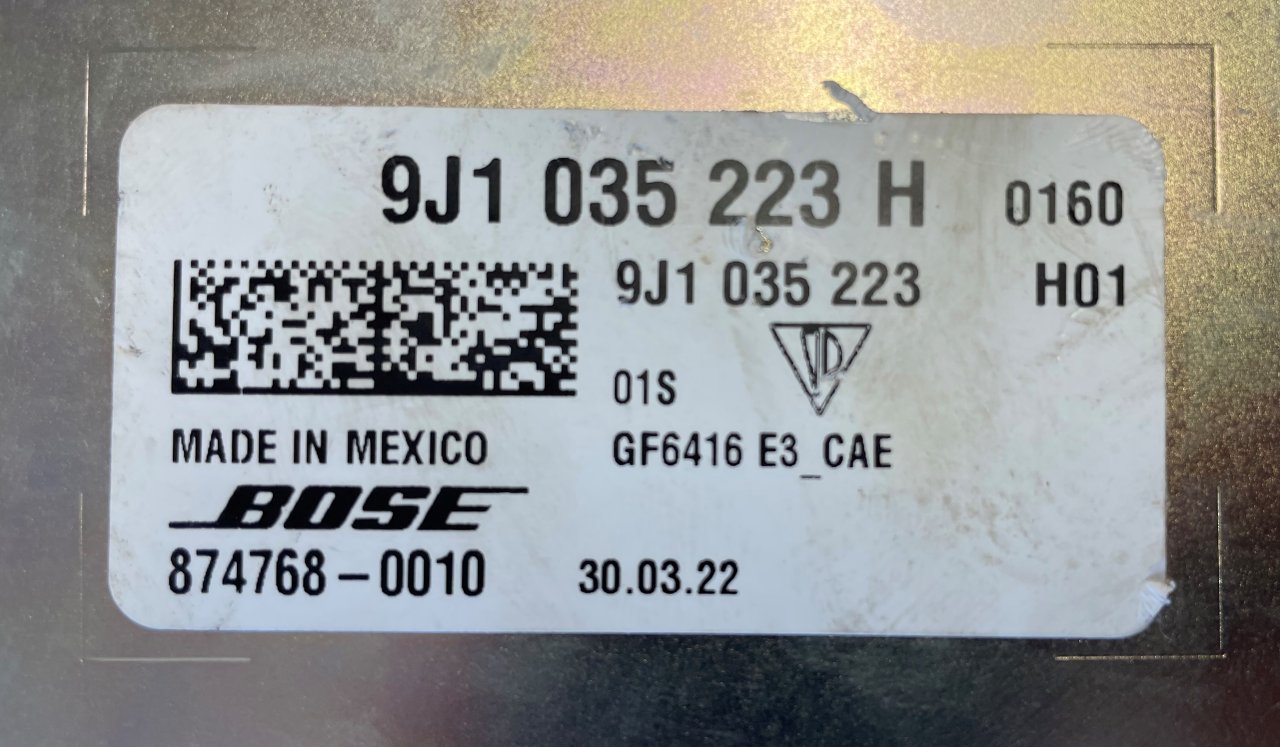 9J1 035 223 H 0160
9J1 035 223 H01
01S
MADE IN MEXICO GF6416 E3_CAE
BOSE
874768-0010 30.03.22